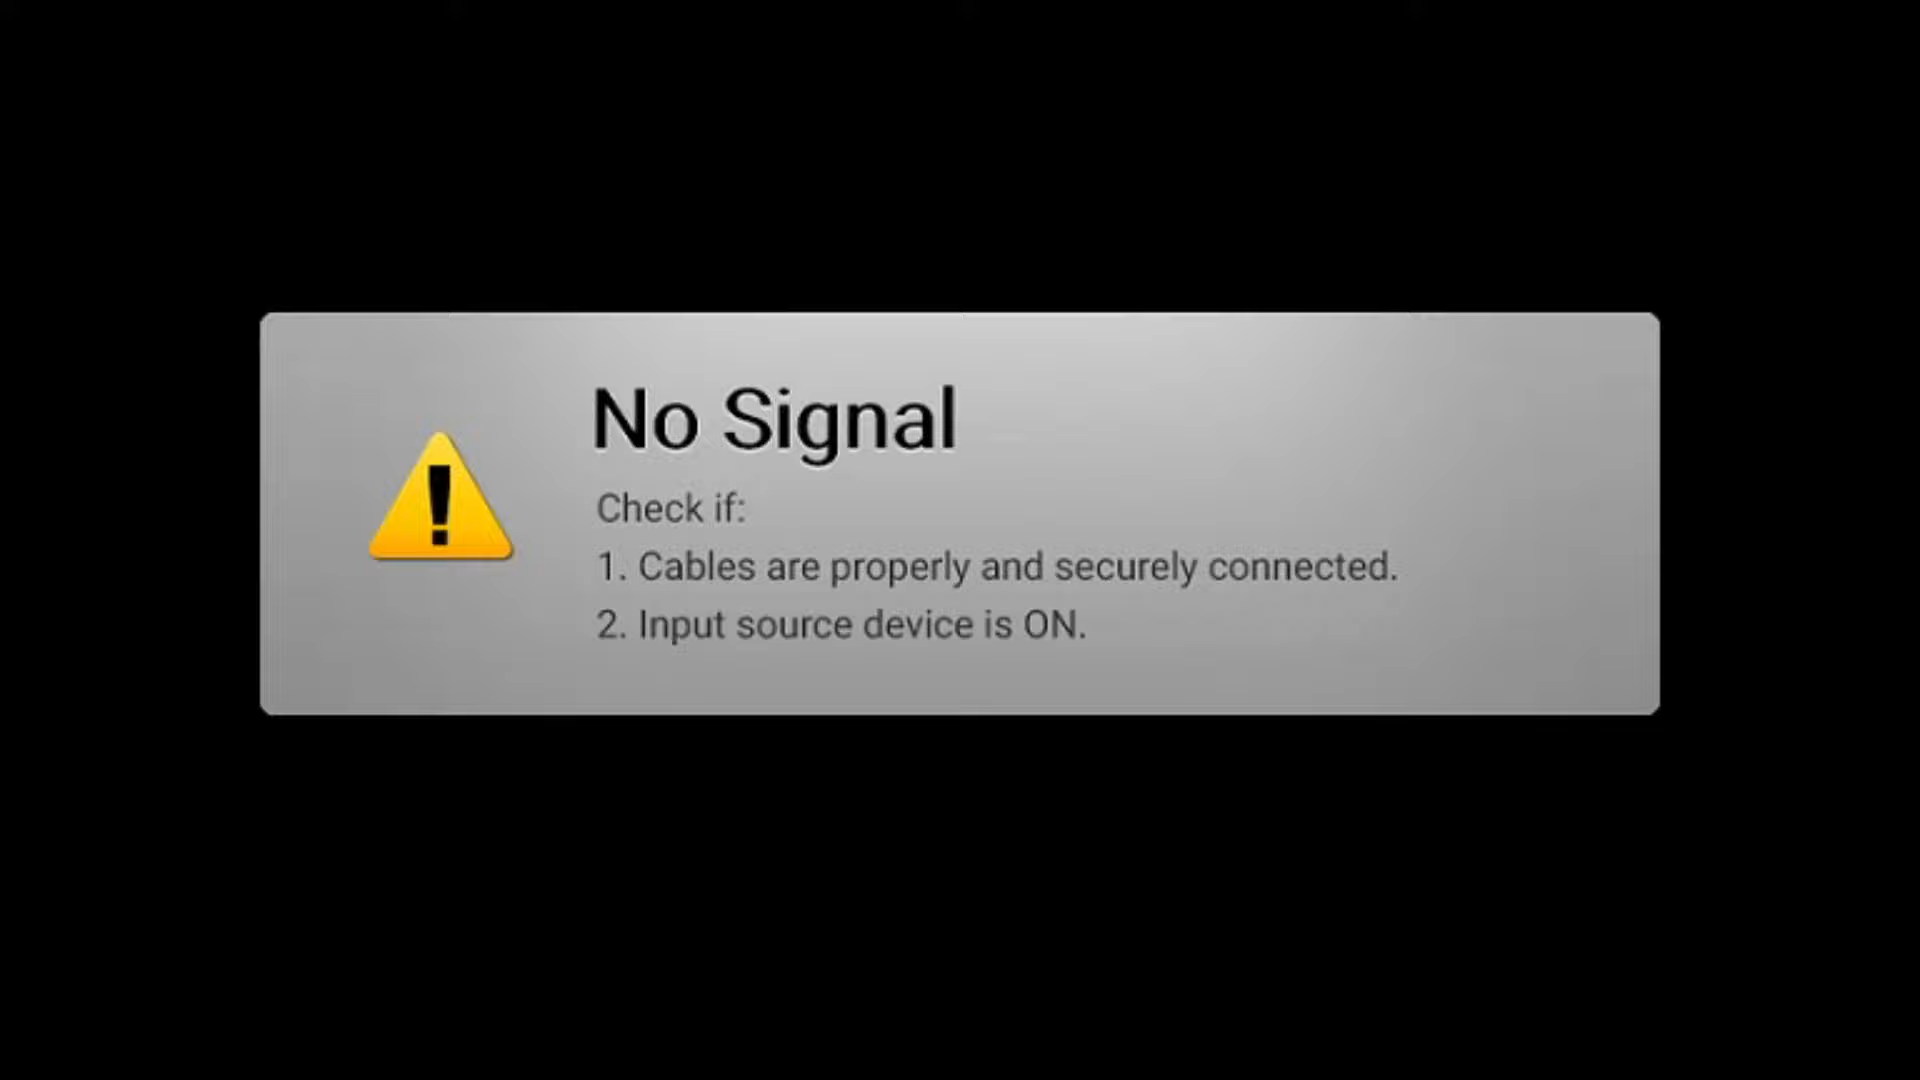 No Signal
Check if:
1. Cables are properly and securely connected.
2. Input source device is ON.